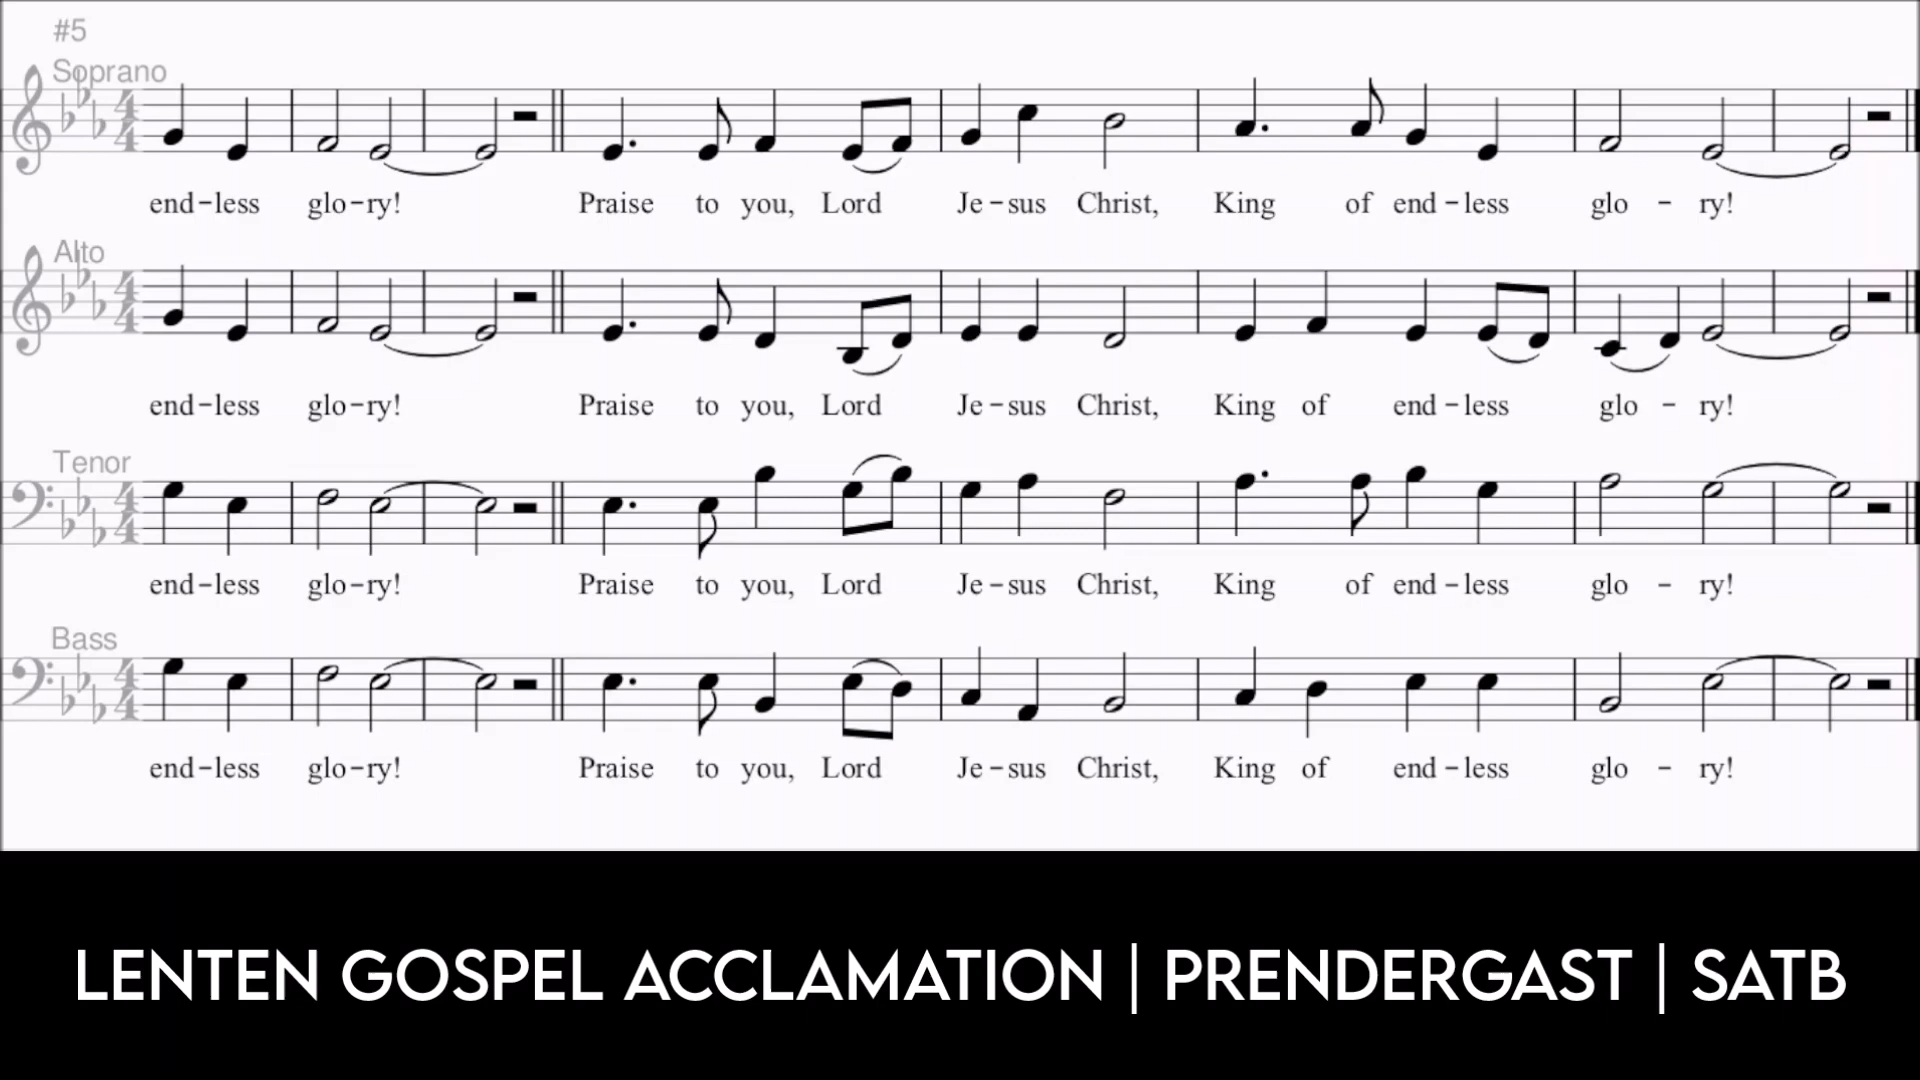 #5
Soprano
end-less glo-ry! Praise to you, Lord Je-sus Christ, King of end-less glo - ry!
Alto
end-less glo-ry! Praise to you, Lord Je-sus Christ, King of end-less glo - ry!
Tenor
end-less glo-ry! Praise to you, Lord Je-sus Christ, King of end-less glo - ry!
Bass
end-less glo-ry! Praise to you, Lord Je-sus Christ, King of end-less glo - ry!
LENTEN GOSPEL ACCLAMATION | PRENDERGAST | SATB